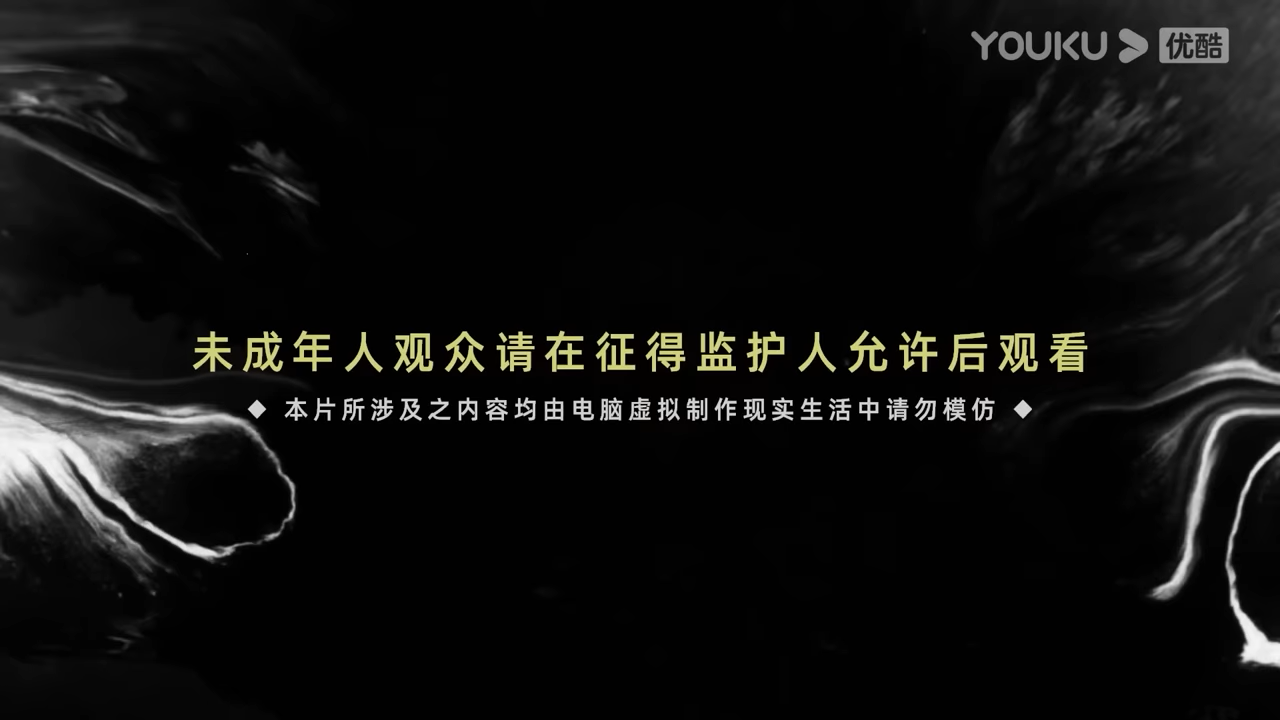 YOUKU 优酷
未成年人观众请在征得监护人允许后观看
◆ 本片所涉及之内容均由电脑虚拟制作现实生活中请勿模仿 ◆